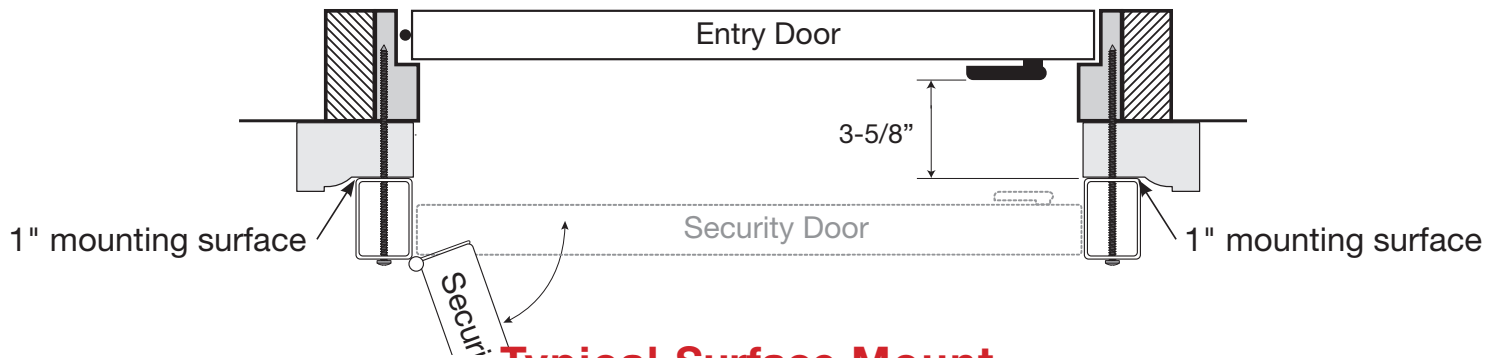 Entry Door
3-5/8”
1" mounting surface
Security Door
1" mounting surface
Typical Surface Mount